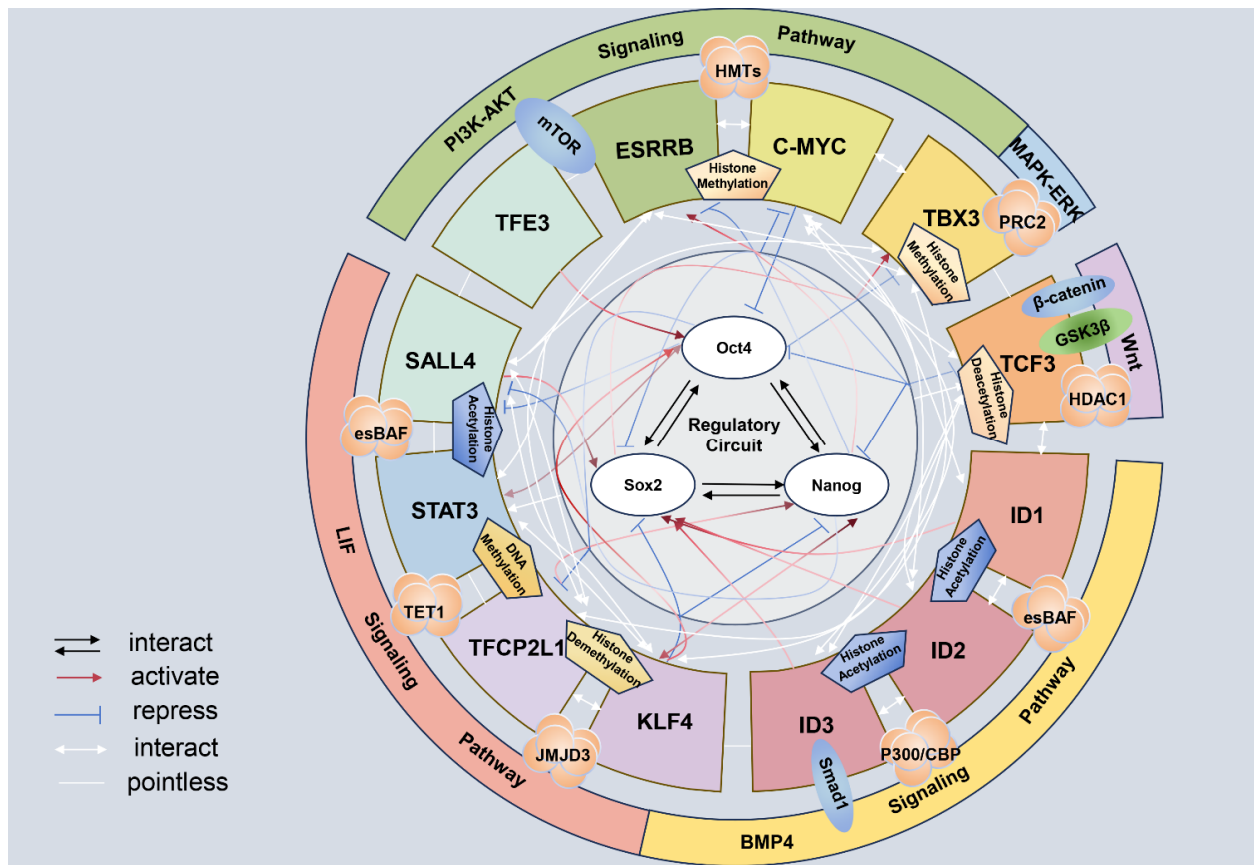 Signaling Pathway
PI3K-AKT
MAPK-ERK
HMTs
mTOR
ESRRB
C-MYC
Histone
Methylation
TFE3
TBX3
PRC2
Histone
Methylation
β-catenin
GSK3β
Wnt
TCF3
HDAC1
Histone
Deacetylation
SALL4
esBAF
Histone
Acetylation
Oct4
Regulatory
Circuit
Sox2
Nanog
STAT3
DNA
Methylation
TET1
LIF
Signaling
Pathway
TFCP2L1
Histone
Demethylation
JMJD3
KLF4
ID1
Histone
Acetylation
esBAF
ID2
Histone
Acetylation
P300/CBP
ID3
Smad1
BMP4
Signaling
Pathway
interact
activate
repress
interact
pointless